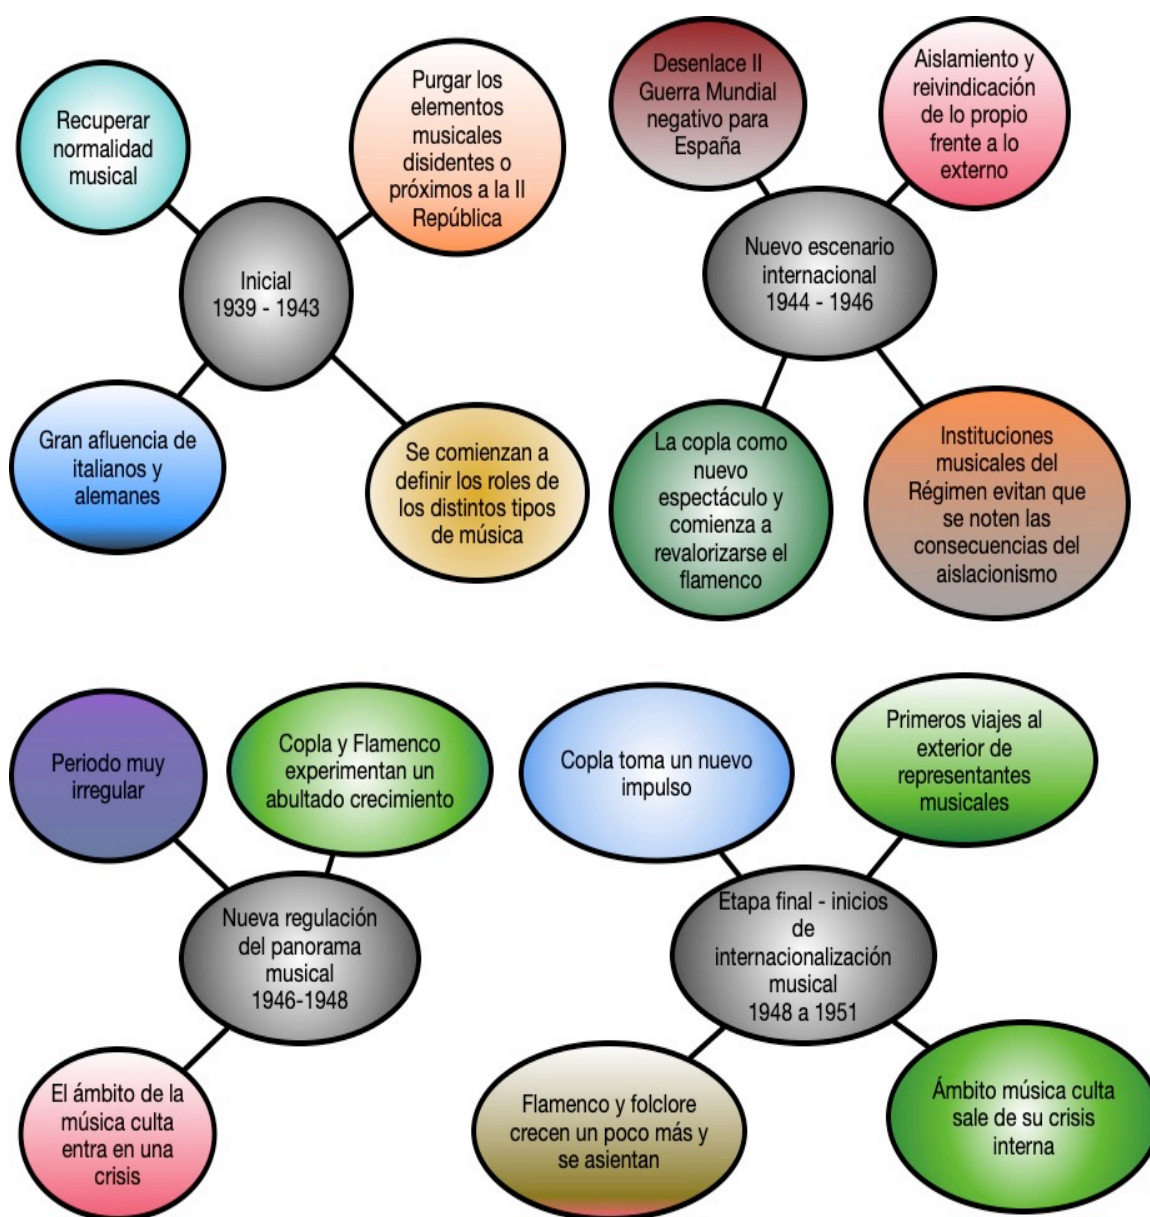 Recuperar
normalidad
musical
Purgar los
elementos
musicales
disidentes o
próximos a la II
República
Inicial
1939 - 1943
Gran afluencia de
italianos y
alemanes
Se comienzan a
definir los roles de
los distintos tipos
de música
Desenlace II
Guerra Mundial
negativo para
España
Aislamiento y
reivindicación
de lo propio
frente a lo
externo
Nuevo escenario
internacional
1944 - 1946
La copla como
nuevo
espectáculo y
comienza a
revalorizarse el
flamenco
Instituciones
musicales del
Régimen evitan que
se noten las
consecuencias del
aislacionismo
Periodo muy
irregular
Copla y Flamenco
experimentan un
abultado crecimiento
Nueva regulación
del panorama
musical
1946-1948
El ámbito de la
música culta
entra en una
crisis
Copla toma un nuevo
impulso
Primeros viajes al
exterior de
representantes
musicales
Etapa final - inicios
de
internacionalización
musical
1948 a 1951
Flamenco y folclore
crecen un poco más y
se asientan
Ámbito música culta
sale de su crisis
interna